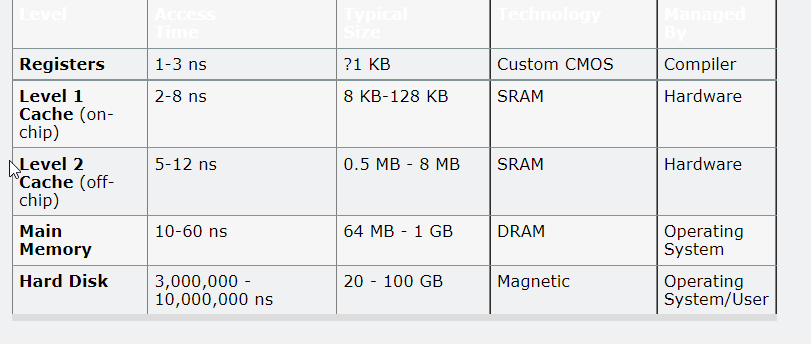 Level Access Time Typical Size Technology Managed By
Registers 1-3 ns ?1 KB Custom CMOS Compiler
Level 1 Cache (on-chip) 2-8 ns 8 KB-128 KB SRAM Hardware
Level 2 Cache (off-chip) 5-12 ns 0.5 MB - 8 MB SRAM Hardware
Main Memory 10-60 ns 64 MB - 1 GB DRAM Operating System
Hard Disk 3,000,000 - 10,000,000 ns 20 - 100 GB Magnetic Operating System/User